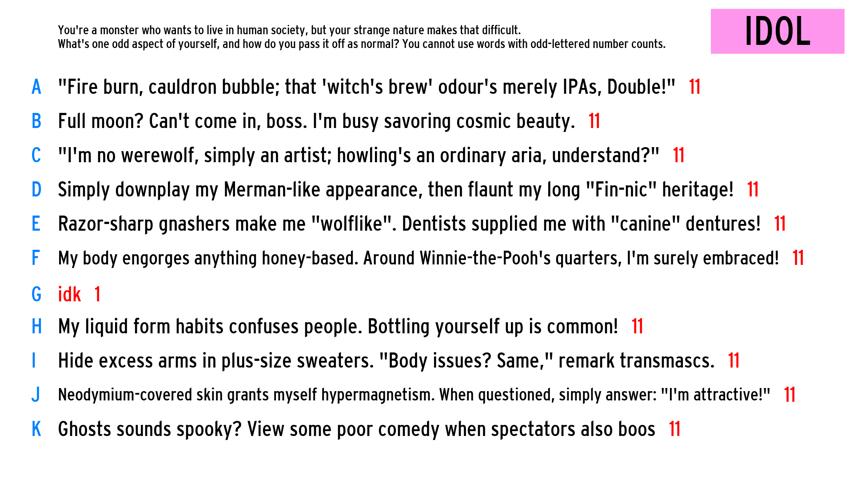 You're a monster who wants to live in human society, but your strange nature makes that difficult.
What's one odd aspect of yourself, and how do you pass it off as normal? You cannot use words with odd-lettered number counts.
IDOL
A "Fire burn, cauldron bubble; that 'witch's brew' odour's merely IPAs, Double!" 11
B Full moon? Can't come in, boss. I'm busy savoring cosmic beauty. 11
C "I'm no werewolf, simply an artist; howling's an ordinary aria, understand?" 11
D Simply downplay my Merman-like appearance, then flaunt my long "Fin-nic" heritage! 11
E Razor-sharp gnashers make me "wolflike". Dentists supplied me with "canine" dentures! 11
F My body engorges anything honey-based. Around Winnie-the-Pooh's quarters, I'm surely embraced! 11
G idk 1
H My liquid form habits confuses people. Bottling yourself up is common! 11
I Hide excess arms in plus-size sweaters. "Body issues? Same," remark transmascs. 11
J Neodymium-covered skin grants myself hypermagnetism. When questioned, simply answer: "I'm attractive!" 11
K Ghosts sounds spooky? View some poor comedy when spectators also boos 11